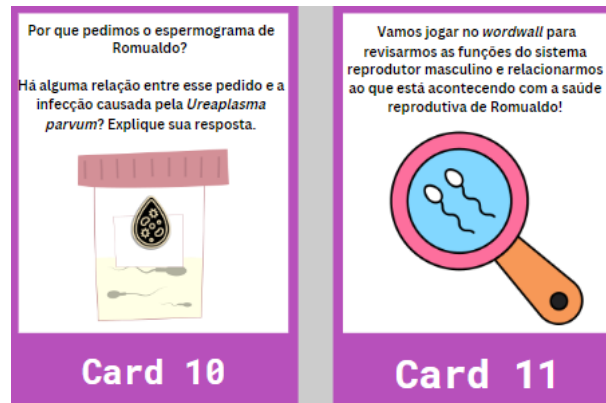 Por que pedimos o espermograma de
Romualdo?
Há alguma relação entre esse pedido e a
infecção causada pela Ureaplasma
parvum? Explique sua resposta.
Card 10
Vamos jogar no wordwall para
revisarmos as funções do sistema
reprodutor masculino e relacionarmos
ao que está acontecendo com a saúde
reprodutiva de Romualdo!
Card 11